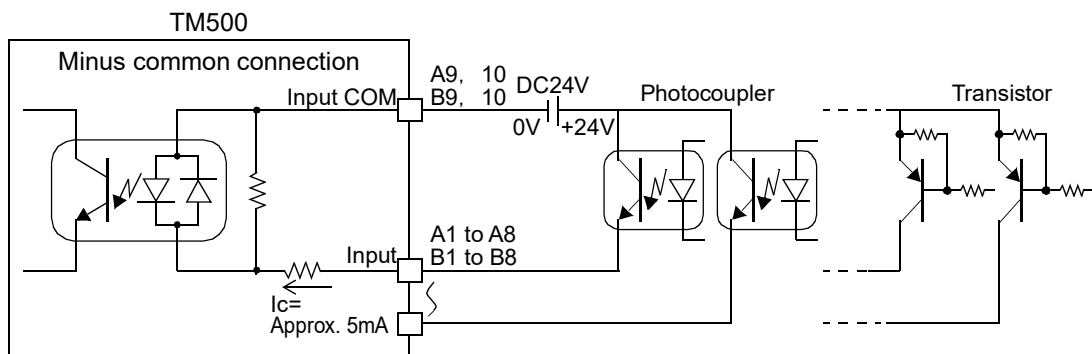 TM500
Minus common connection
Input COM
A9, 10
B9, 10
DC24V
0V
+24V
Photocoupler
Transistor
Input
A1 to A8
B1 to B8
Ic=
Approx. 5mA